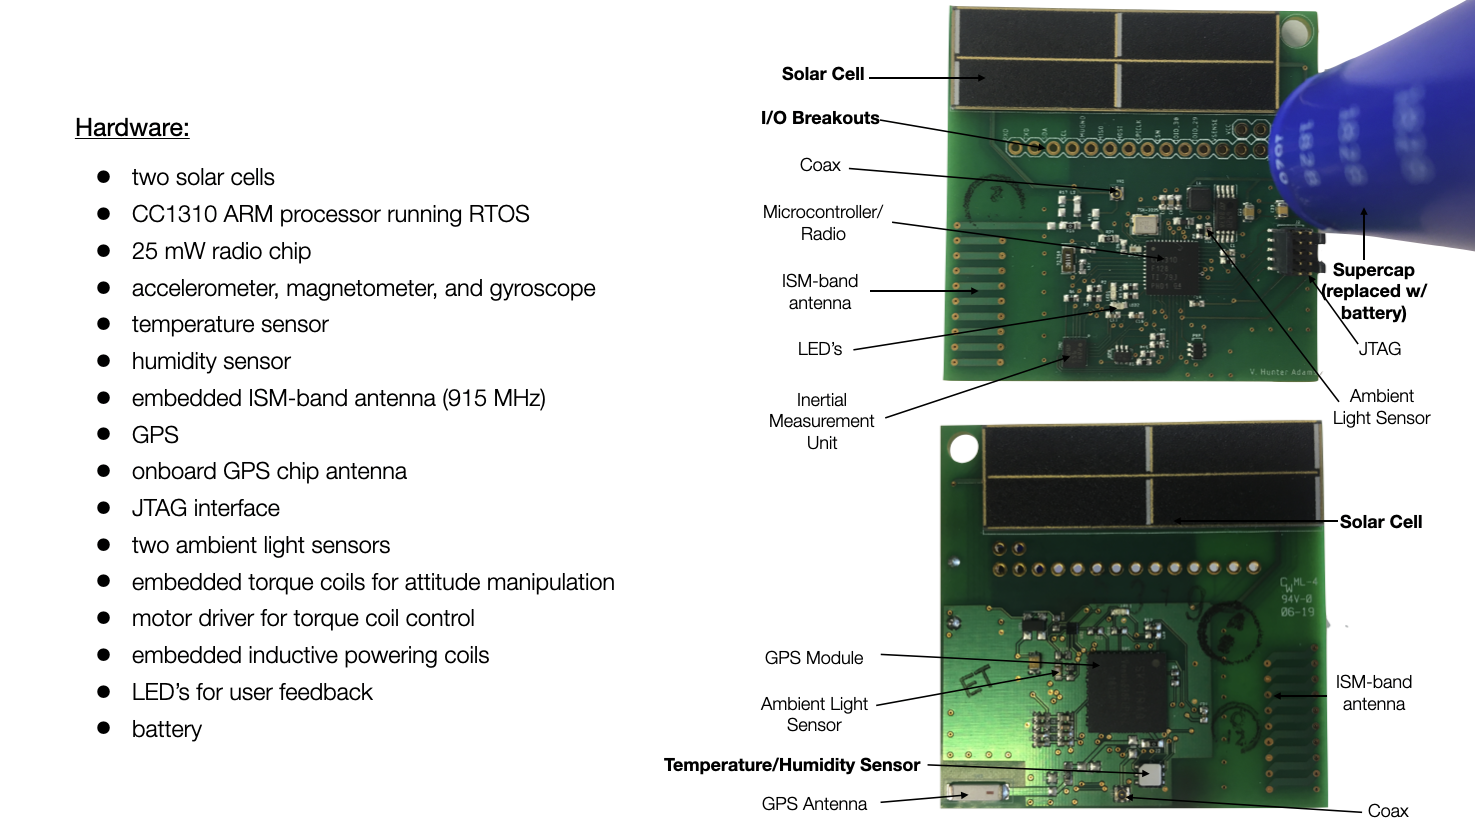 Hardware:
two solar cells
CC1310 ARM processor running RTOS
25 mW radio chip
accelerometer, magnetometer, and gyroscope
temperature sensor
humidity sensor
embedded ISM-band antenna (915 MHz)
GPS
onboard GPS chip antenna
JTAG interface
two ambient light sensors
embedded torque coils for attitude manipulation
motor driver for torque coil control
embedded inductive powering coils
LED's for user feedback
battery
Solar Cell
I/O Breakouts
Coax
Microcontroller/
Radio
ISM-band
antenna
LED's
Inertial
Measurement
Unit
Supercap
(replaced w/
battery)
JTAG
Ambient
Light Sensor
V. Hunter Adams
1828
1828
Solar Cell
ML-4
94V-0
06-19
ET
GPS Module
Ambient Light
Sensor
Temperature/Humidity Sensor
GPS Antenna
ISM-band
antenna
Coax